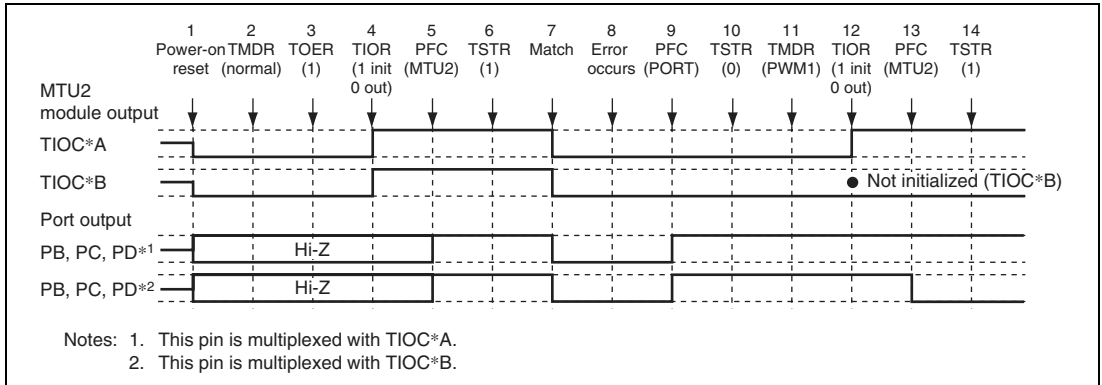 1 2 3 4 5 6 7 8 9 10 11 12 13 14
Power-on TMDR TOER TIOR PFC TSTR Match Error PFC TSTR TMDR TIOR PFC TSTR
reset (normal) (1) (1 init (MTU2) (1) occurs (PORT) (0) (PWM1) (1 init (MTU2) (1)
0 out) 0 out)
MTU2
module output
TIOC*A
TIOC*B
Not initialized (TIOC*B)
Port output
PB, PC, PD*1 Hi-Z
PB, PC, PD*2 Hi-Z
Notes: 1. This pin is multiplexed with TIOC*A.
2. This pin is multiplexed with TIOC*B.